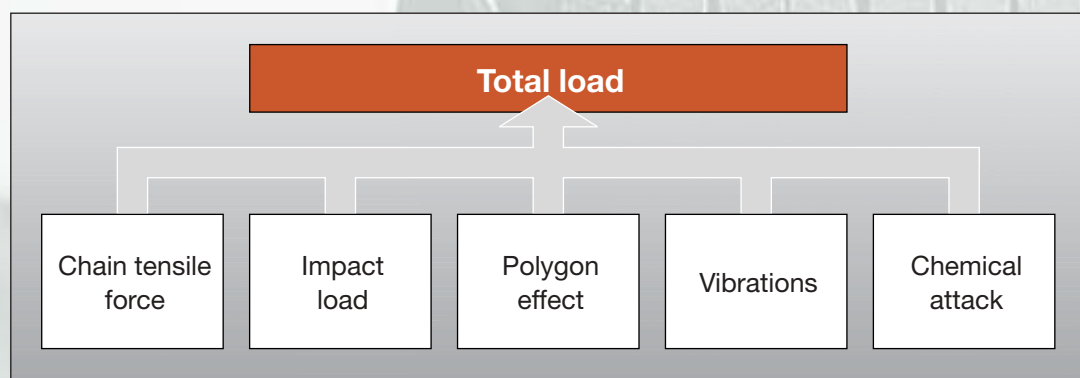 Total load
Chain tensile
force
Impact
load
Polygon
effect
Vibrations
Chemical
attack